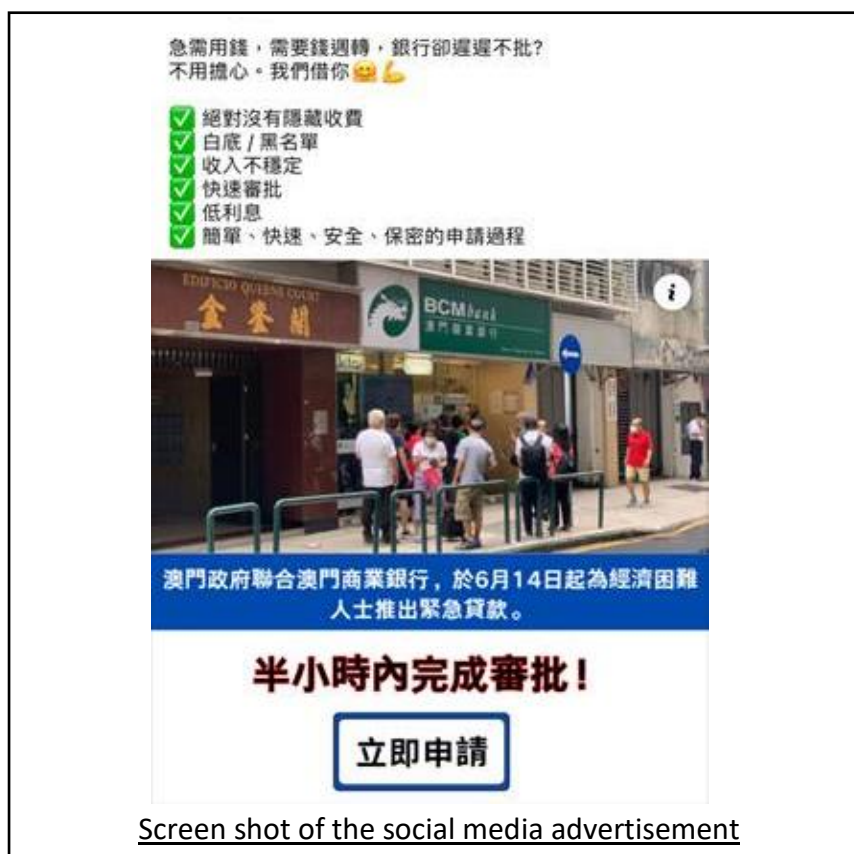 急需用錢，需要錢週轉，銀行卻遲遲不批?
不用擔心。我們借你🤗💪
✅ 絕對沒有隱藏收費
✅ 白底 / 黑名單
✅ 收入不穩定
✅ 快速審批
✅ 低利息
✅ 簡單、快速、安全、保密的申請過程
EDIFICIO QUEENS COURT
金鑾閣
BCM bank
澳門商業銀行
澳門政府聯合澳門商業銀行，於6月14日起為經濟困難
人士推出緊急貸款。
半小時內完成審批！
立即申請
Screen shot of the social media advertisement